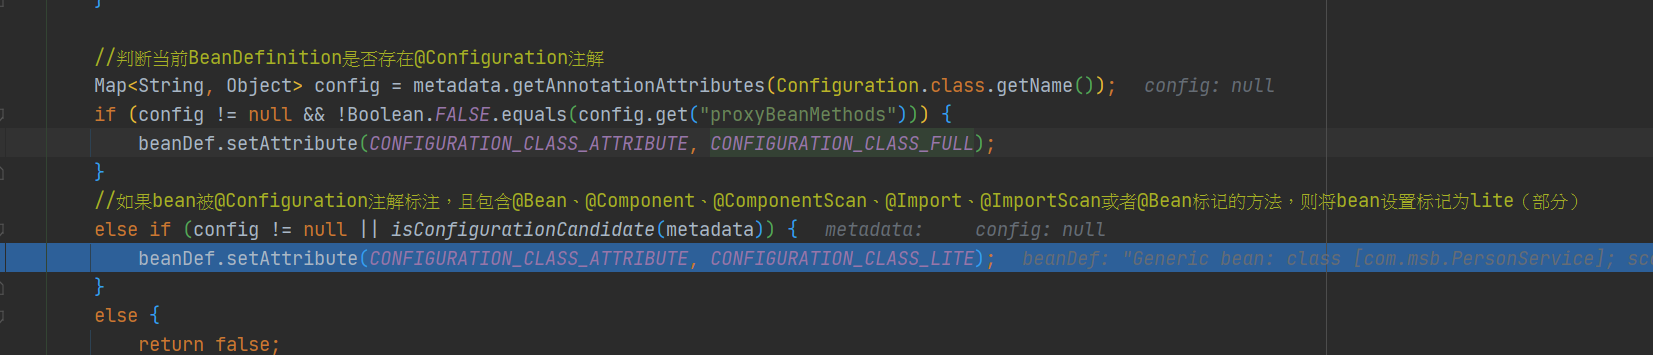 }
//判断当前BeanDefinition是否存在@Configuration注解
Map<String, Object> config = metadata.getAnnotationAttributes(Configuration.class.getName()); config: null
if (config != null && !Boolean.FALSE.equals(config.get("proxyBeanMethods"))) {
beanDef.setAttribute(CONFIGURATION_CLASS_ATTRIBUTE, CONFIGURATION_CLASS_FULL);
}
//如果bean被@Configuration注解标注，且包含@Bean、@Component、@ComponentScan、@Import、@ImportScan或者@Bean标记的方法，则将bean设置标记为lite（部分）
else if (config != null || isConfigurationCandidate(metadata)) { metadata: config: null
beanDef.setAttribute(CONFIGURATION_CLASS_ATTRIBUTE, CONFIGURATION_CLASS_LITE); beanDef: "Generic bean: class [com.msb.PersonService]; sco
}
else {
return false;